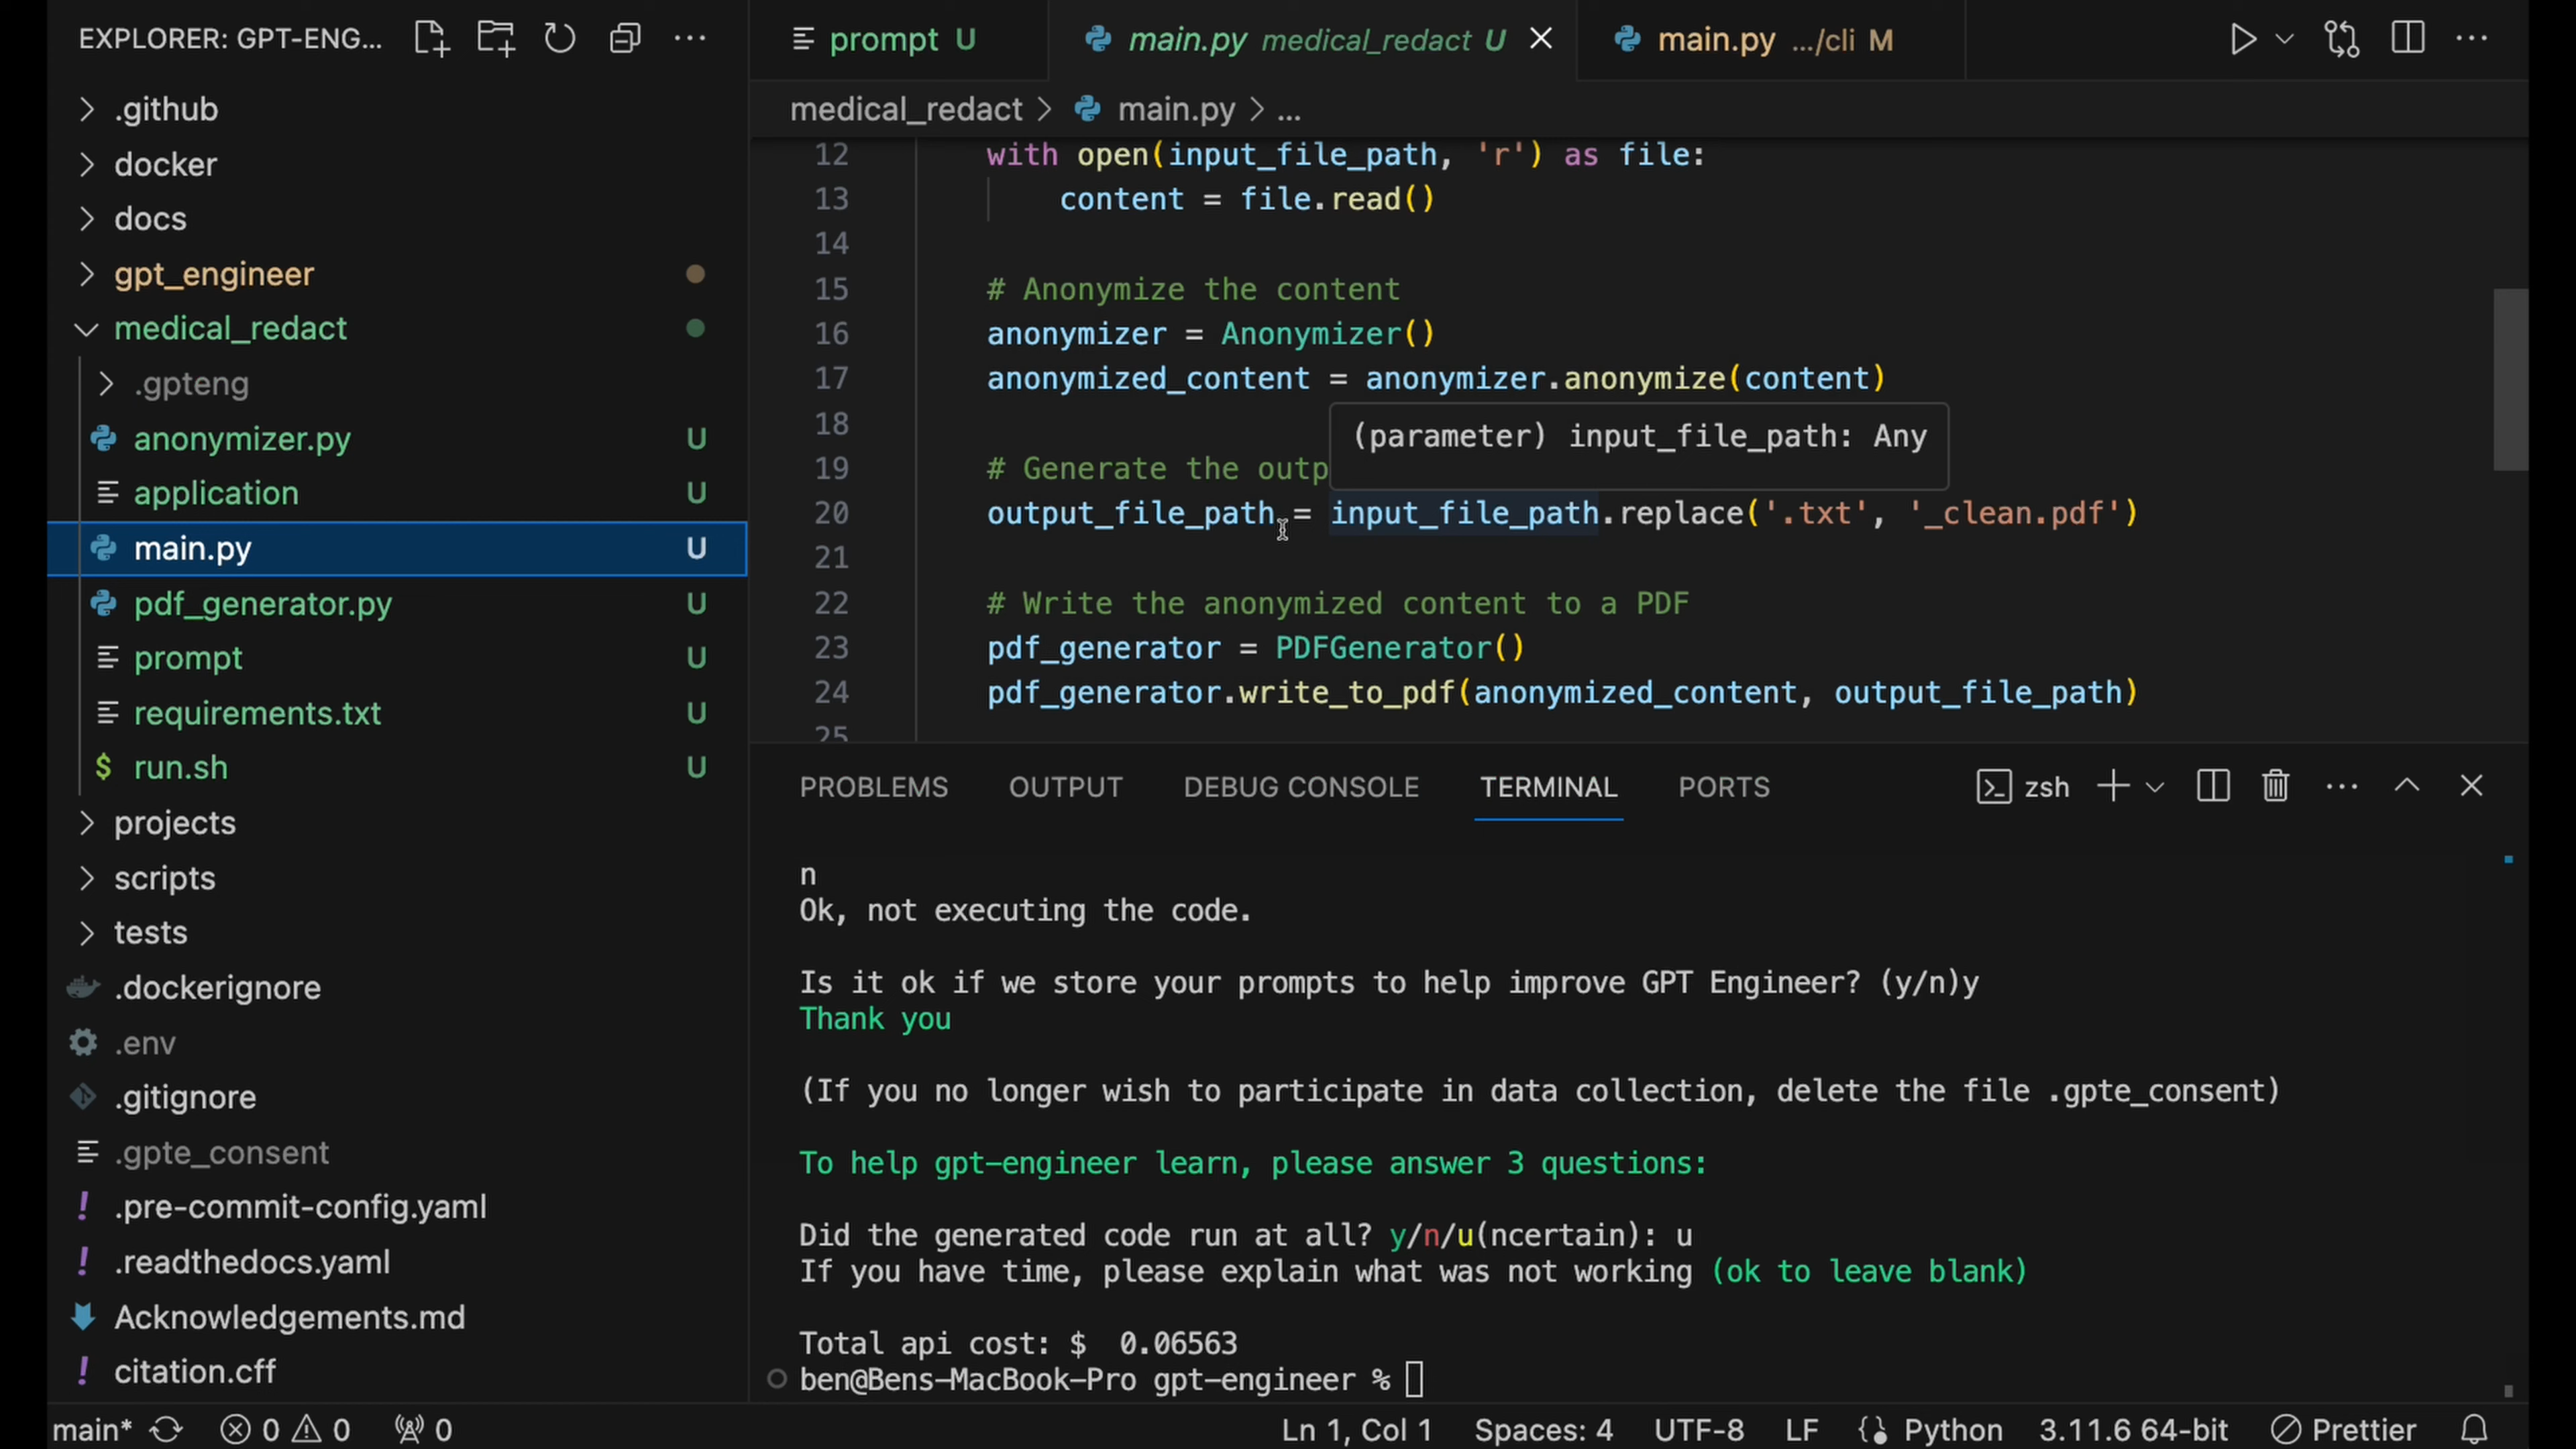 EXPLORER: GPT-ENG...
.github
docker
docs
gpt_engineer
medical_redact
.gpteng
anonymizer.py U
application U
main.py U
pdf_generator.py U
prompt U
requirements.txt U
$ run.sh U
projects
scripts
tests
.dockerignore
.env
.gitignore
.gpte_consent
! .pre-commit-config.yaml
! .readthedocs.yaml
Acknowledgements.md
! citation.cff
prompt U
main.py medical_redact U
main.py .../cli M
medical_redact > main.py > ...
12 with open(input_file_path, 'r') as file:
13 content = file.read()
14
15 # Anonymize the content
16 anonymizer = Anonymizer()
17 anonymized_content = anonymizer.anonymize(content)
18
(parameter) input_file_path: Any
19 # Generate the outp
20 output_file_path = input_file_path.replace('.txt', '_clean.pdf')
21
22 # Write the anonymized content to a PDF
23 pdf_generator = PDFGenerator()
24 pdf_generator.write_to_pdf(anonymized_content, output_file_path)
25
PROBLEMS OUTPUT DEBUG CONSOLE TERMINAL PORTS zsh
n
Ok, not executing the code.
Is it ok if we store your prompts to help improve GPT Engineer? (y/n)y
Thank you
(If you no longer wish to participate in data collection, delete the file .gpte_consent)
To help gpt-engineer learn, please answer 3 questions:
Did the generated code run at all? y/n/u(ncertain): u
If you have time, please explain what was not working (ok to leave blank)
Total api cost: $ 0.06563
ben@Bens-MacBook-Pro gpt-engineer %
main* 0 0 0 Ln 1, Col 1 Spaces: 4 UTF-8 LF Python 3.11.6 64-bit Prettier